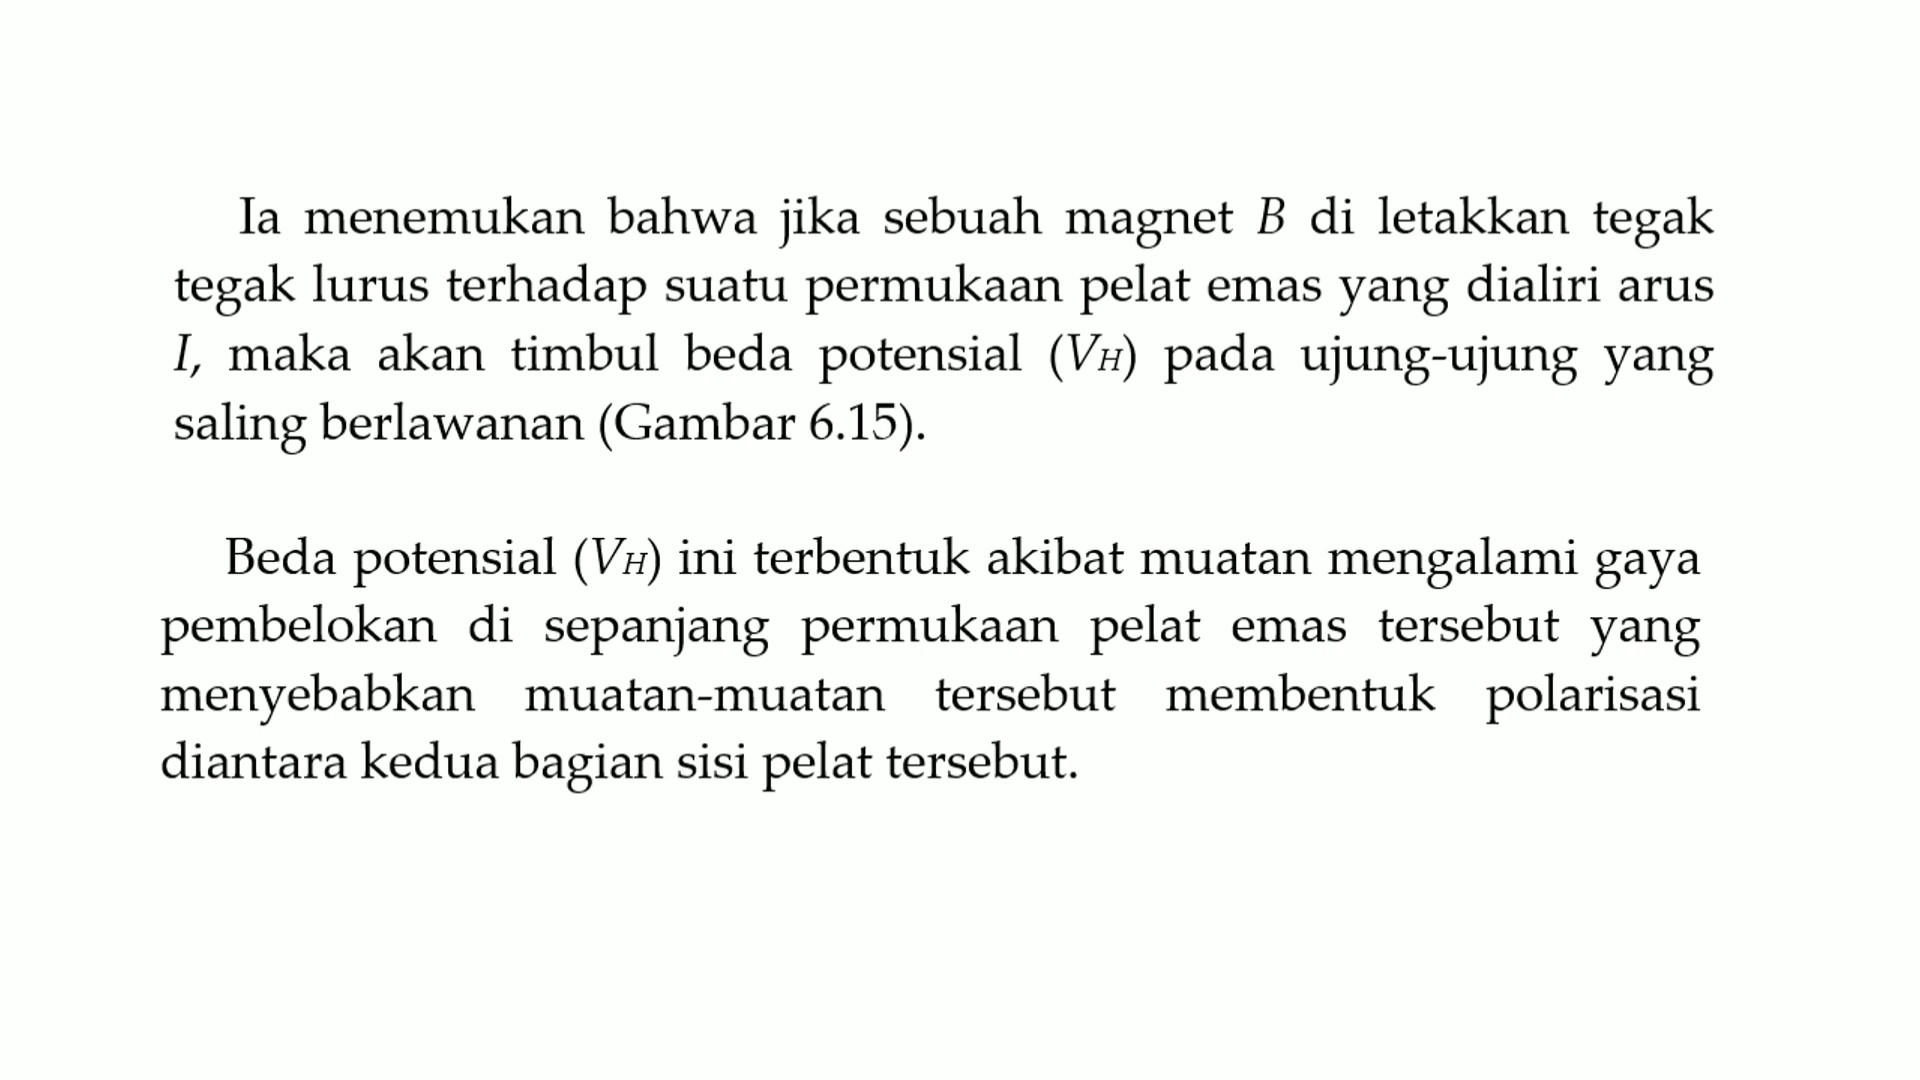 Ia menemukan bahwa jika sebuah magnet B di letakkan tegak
tegak lurus terhadap suatu permukaan pelat emas yang dialiri arus
I, maka akan timbul beda potensial (VH) pada ujung-ujung yang
saling berlawanan (Gambar 6.15).
Beda potensial (VH) ini terbentuk akibat muatan mengalami gaya
pembelokan di sepanjang permukaan pelat emas tersebut yang
menyebabkan muatan-muatan tersebut membentuk polarisasi
diantara kedua bagian sisi pelat tersebut.